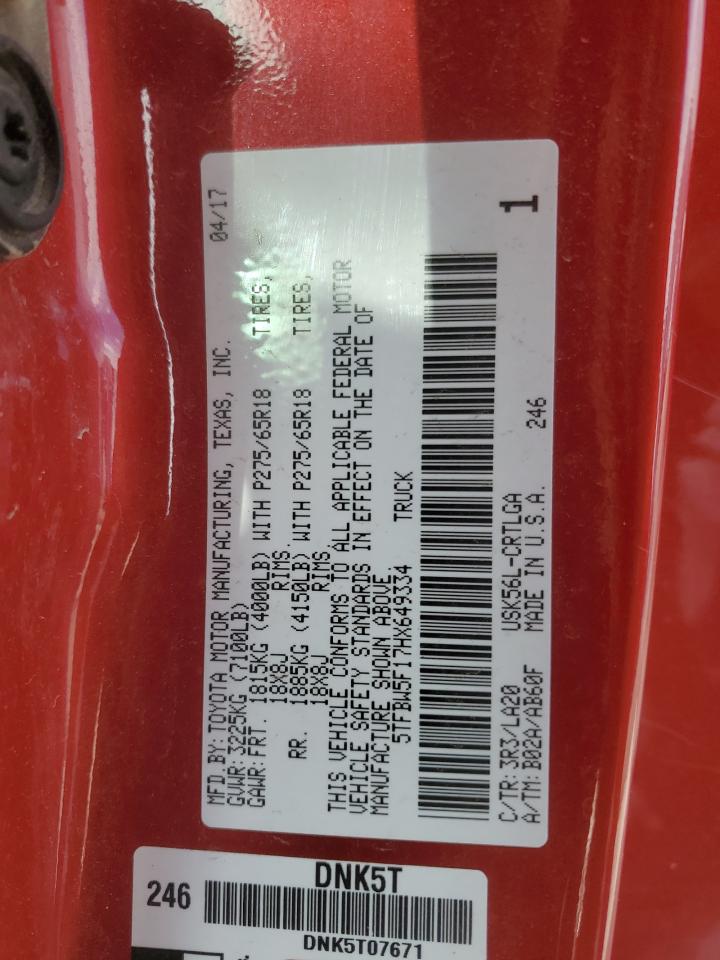 MFD.BY:TOYOTA MOTOR MANUFACTURING, TEXAS, INC. 04/17
GVWR:3225KG (7100LB)
GAWR:FRT. 1815KG (4000LB) WITH P275/65R18 TIRES,
18X8J RIMS.
RR. 1885KG (4150LB) WITH P275/65R18 TIRES,
18X8J RIMS.
THIS VEHICLE CONFORMS TO ALL APPLICABLE FEDERAL MOTOR
VEHICLE SAFETY STANDARDS IN EFFECT ON THE DATE OF
MANUFACTURE SHOWN ABOVE.
5TFBW5F17HX649334 TRUCK
C/TR:3R3/LA20 USK56L-CRTLGA 1
A/TM:B02A/AB60F MADE IN U.S.A. 246
DNK5T
246
DNK5T07671